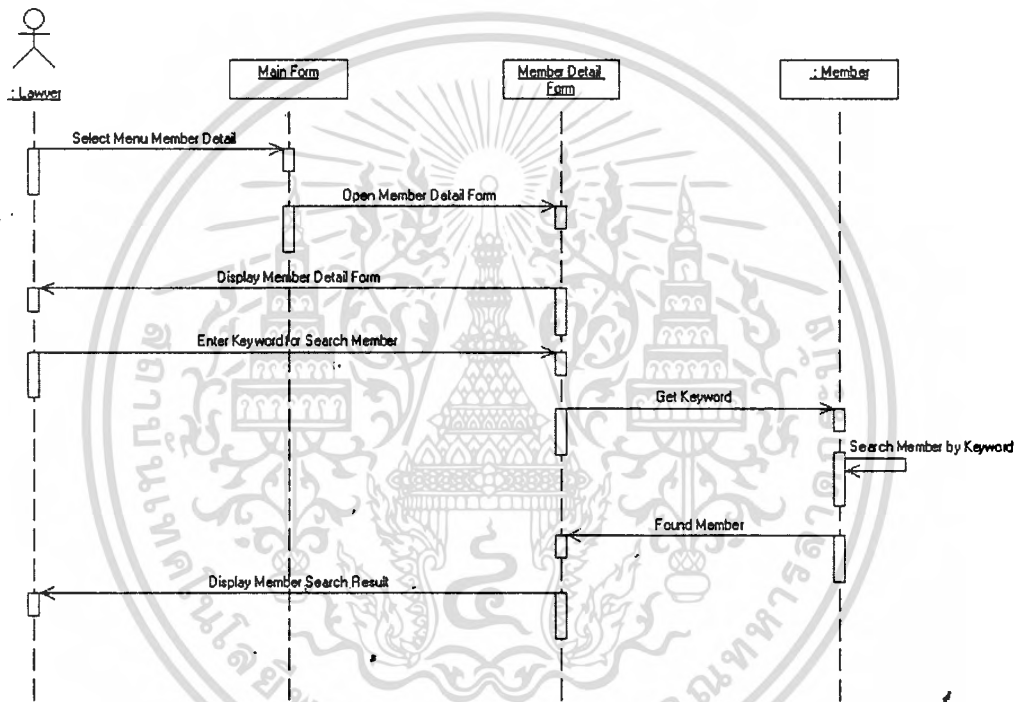 : Lawyer
Main Form
Member Detail
Form
: Member
Select Menu Member Detail
Open Member Detail Form
Display Member Detail Form
Enter Keyword for Search Member
Get Keyword
Search Member by Keyword
Found Member
Display Member Search Result